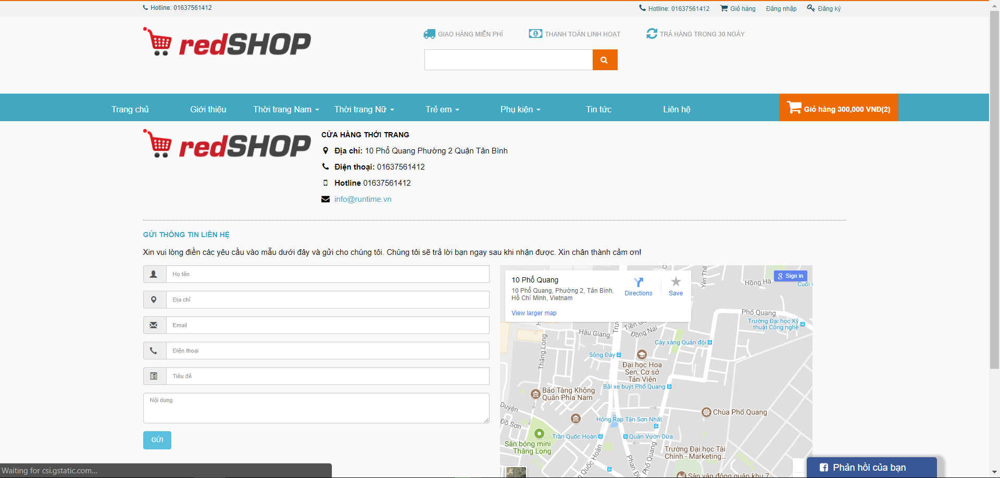 Hotline: 01637561412
Hotline: 01637561412 Giỏ hàng Đăng nhập Đăng ký
redSHOP
GIAO HÀNG MIỄN PHÍ THANH TOÁN LINH HOẠT TRẢ HÀNG TRONG 30 NGÀY
Trang chủ Giới thiệu Thời trang Nam Thời trang Nữ Trẻ em Phụ kiện Tin tức Liên hệ Giỏ hàng 300,000 VNĐ(2)
redSHOP
CỬA HÀNG THỜI TRANG
Địa chỉ: 10 Phổ Quang Phường 2 Quận Tân Bình
Điện thoại: 01637561412
Hotline 01637561412
info@runtime.vn
GỬI THÔNG TIN LIÊN HỆ
Xin vui lòng điền các yêu cầu vào mẫu dưới đây và gửi cho chúng tôi. Chúng tôi sẽ trả lời bạn ngay sau khi nhận được. Xin chân thành cảm ơn!
Họ tên
Địa chỉ
Email
Điện thoại
Tiêu đề
Nội dung
GỬI
10 Phổ Quang
10 Phổ Quang, Phường 2, Tân Bình,
Hồ Chí Minh, Vietnam
View larger map
Directions
Save
Sign in
Yên Thế
Hồng Hà
Cuối
Phổ Quang
Trường Đại học Kỹ
thuật Công nghệ
Tiền
Đồng Nai
Hậu Giang
Thăng Long
Cây xăng Quân đội
Sông Đáy
Đại học Hoa
Sen, Cơ sở
Tản Viên
Bãi xe buýt Phổ Quang
Bảo Tàng Không
Quân Phía Nam
Duyện
Đồ Sơn
Chùa Phổ Quang
Hông Rạp Tân Sơn Nhất
Trần Quốc Hoàn
Quán Vườn Dừa
Sân bóng mini
Thăng Long
Quốc Hoàn
Phổ Quang
Trường Đại học Tài
Chính - Marketing...
Sân vận động quân khu 7
Phản hồi của bạn
Waiting for csi.gstatic.com...